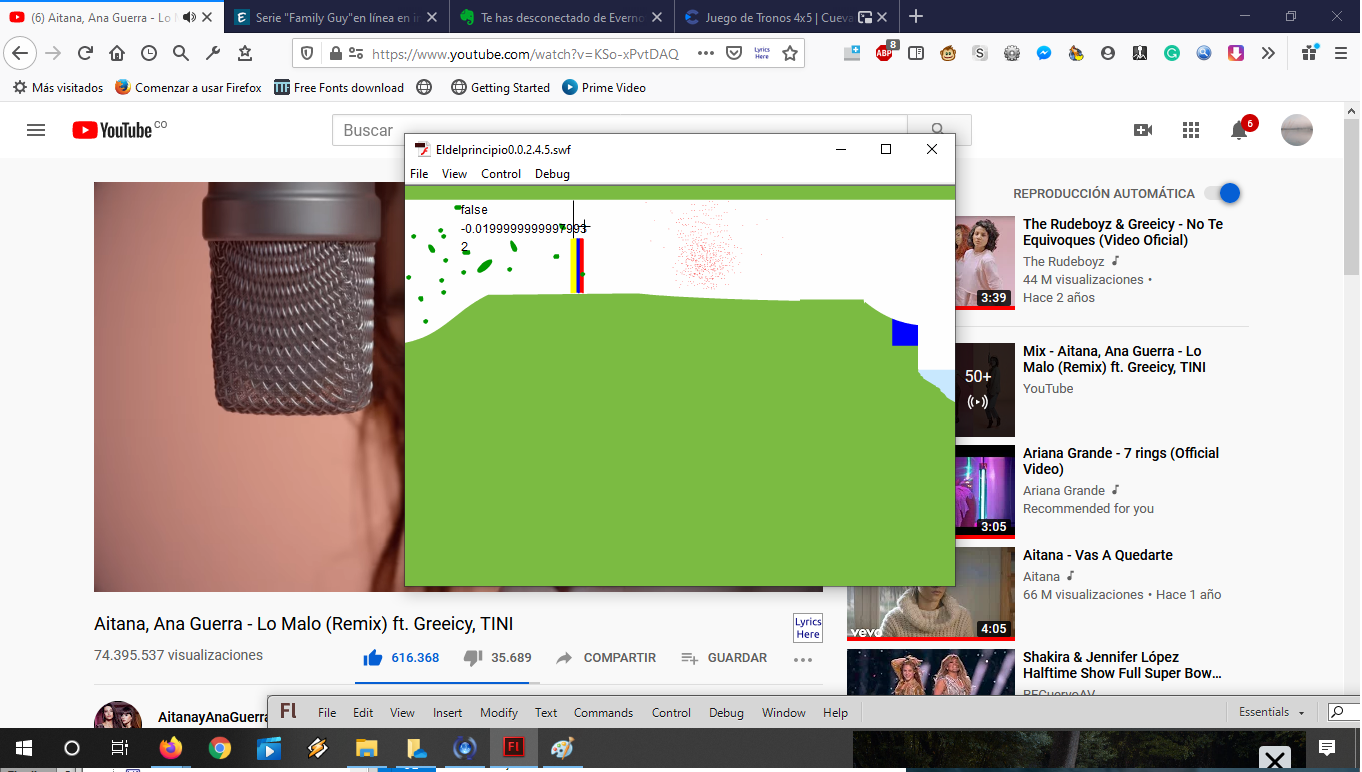 (6) Aitana, Ana Guerra - Lo
Serie "Family Guy"en línea en
Te has desconectado de Everno
Juego de Tronos 4x5 | Cueva
https://www.youtube.com/watch?v=KSo-xPvtDAQ
Lyrics Here
ABP
8
S
Más visitados
Comenzar a usar Firefox
Free Fonts download
Getting Started
Prime Video
YouTube CO
Buscar
6
Eldelprincipio0.0.2.4.5.swf
File View Control Debug
false
2
REPRODUCCIÓN AUTOMÁTICA
The Rudeboyz & Greeicy - No Te
Equivoques (Video Oficial)
The Rudeboyz
44 M visualizaciones •
Hace 2 años
3:39
Mix - Aitana, Ana Guerra - Lo
Malo (Remix) ft. Greeicy, TINI
YouTube
50+
Ariana Grande - 7 rings (Official
Video)
Ariana Grande
Recommended for you
3:05
Aitana - Vas A Quedarte
Aitana
66 M visualizaciones • Hace 1 año
vevo
4:05
Shakira & Jennifer López
Halftime Show Full Super Bow…
Aitana, Ana Guerra - Lo Malo (Remix) ft. Greeicy, TINI
Lyrics
Here
74.395.537 visualizaciones
616.368
35.689
COMPARTIR
GUARDAR
AitanayAnaGuerra
Fl File Edit View Insert Modify Text Commands Control Debug Window Help
Essentials
Fl